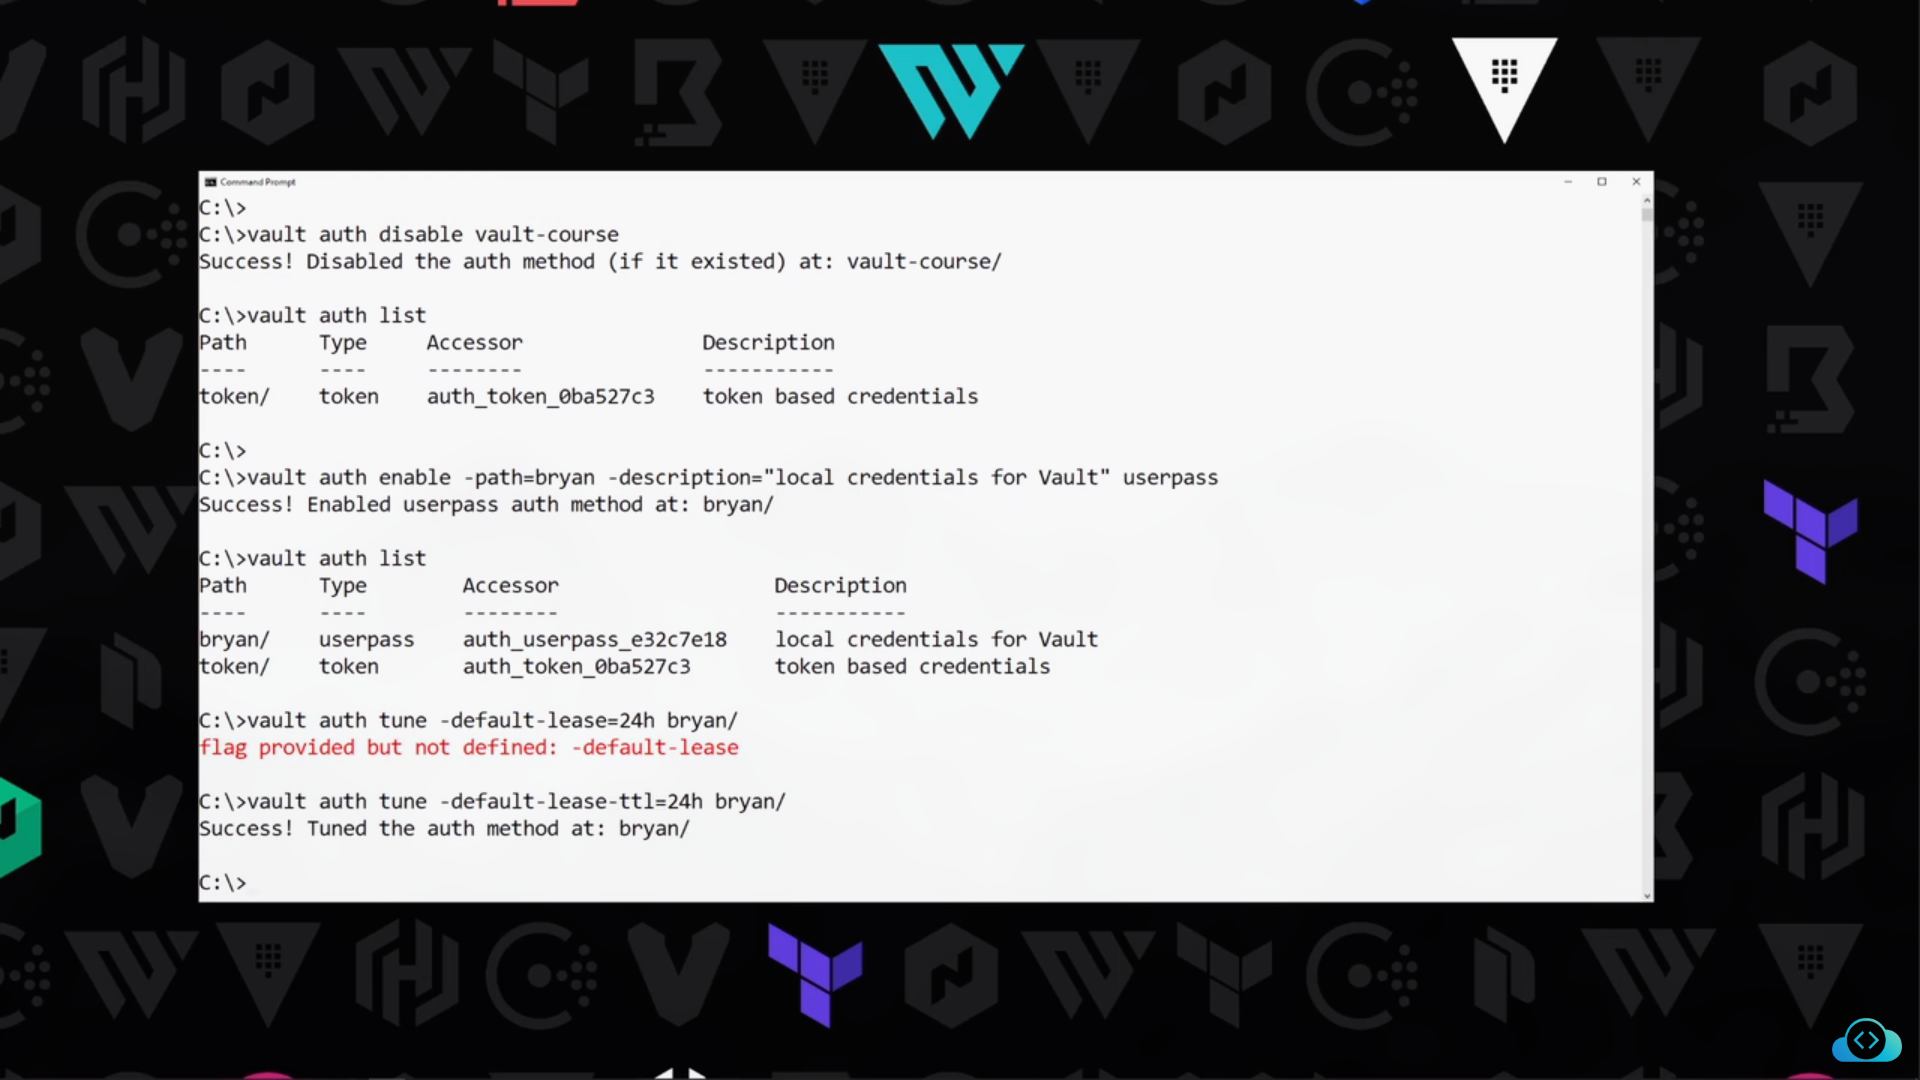 Command Prompt
C:\>
C:\>vault auth disable vault-course
Success! Disabled the auth method (if it existed) at: vault-course/
C:\>vault auth list
Path      Type     Accessor               Description
----      ----     --------               -----------
token/    token    auth_token_0ba527c3    token based credentials
C:\>
C:\>vault auth enable -path=bryan -description="local credentials for Vault" userpass
Success! Enabled userpass auth method at: bryan/
C:\>vault auth list
Path      Type        Accessor                  Description
----      ----        --------                  -----------
bryan/    userpass    auth_userpass_e32c7e18    local credentials for Vault
token/    token       auth_token_0ba527c3       token based credentials
C:\>vault auth tune -default-lease=24h bryan/
flag provided but not defined: -default-lease
C:\>vault auth tune -default-lease-ttl=24h bryan/
Success! Tuned the auth method at: bryan/
C:\>